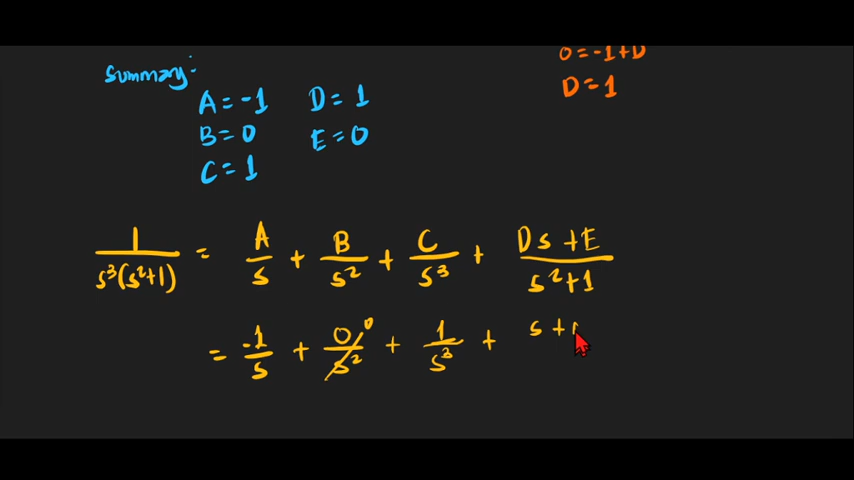 0 = -1 + D
Summary:
A = -1   D = 1
D = 1
B = 0   E = 0
C = 1
1/(s³(s²+1)) = A/s + B/s² + C/s³ + (Ds + E)/(s² + 1)
= -1/s + 0/s² 0 + 1/s³ + s +